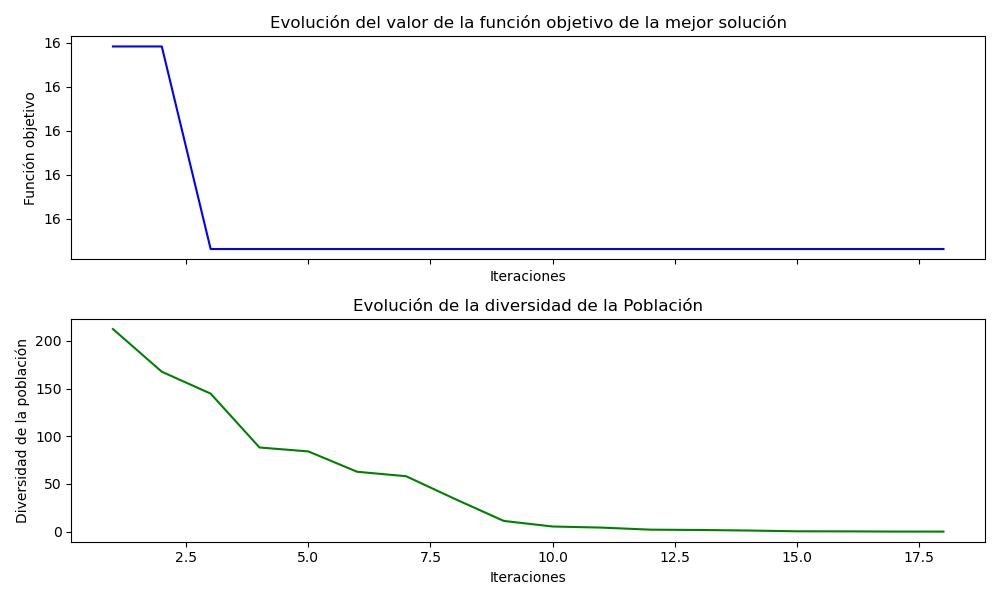 Evolución del valor de la función objetivo de la mejor solución
16
16
16
16
16
Función objetivo
Iteraciones
Evolución de la diversidad de la Población
200
150
100
50
0
Diversidad de la población
2.5 5.0 7.5 10.0 12.5 15.0 17.5
Iteraciones